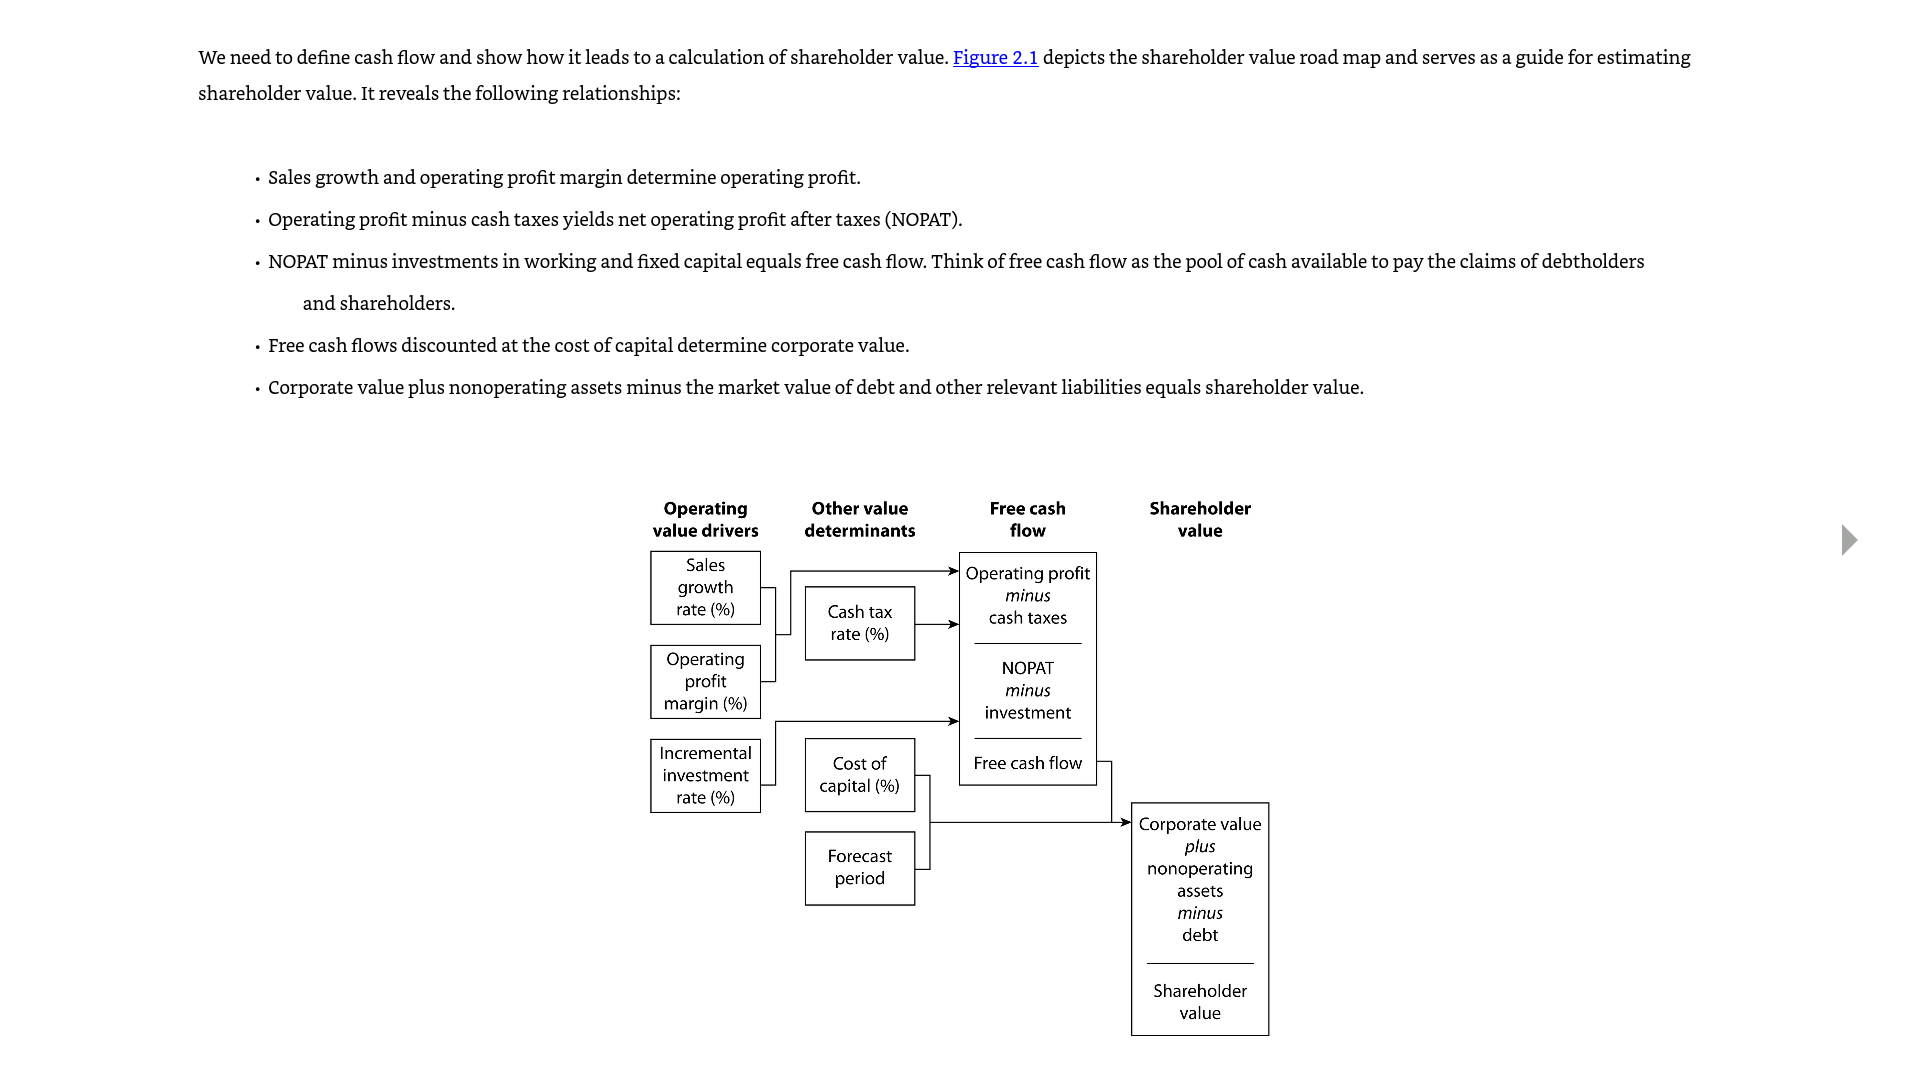 We need to define cash flow and show how it leads to a calculation of shareholder value. Figure 2.1 depicts the shareholder value road map and serves as a guide for estimating
shareholder value. It reveals the following relationships:
• Sales growth and operating profit margin determine operating profit.
• Operating profit minus cash taxes yields net operating profit after taxes (NOPAT).
• NOPAT minus investments in working and fixed capital equals free cash flow. Think of free cash flow as the pool of cash available to pay the claims of debtholders
and shareholders.
• Free cash flows discounted at the cost of capital determine corporate value.
• Corporate value plus nonoperating assets minus the market value of debt and other relevant liabilities equals shareholder value.
Operating
value drivers
Sales
growth
rate (%)
Operating
profit
margin (%)
Incremental
investment
rate (%)
Other value
determinants
Cash tax
rate (%)
Cost of
capital (%)
Forecast
period
Free cash
flow
Operating profit
minus
cash taxes
NOPAT
minus
investment
Free cash flow
Shareholder
value
Corporate value
plus
nonoperating
assets
minus
debt
Shareholder
value